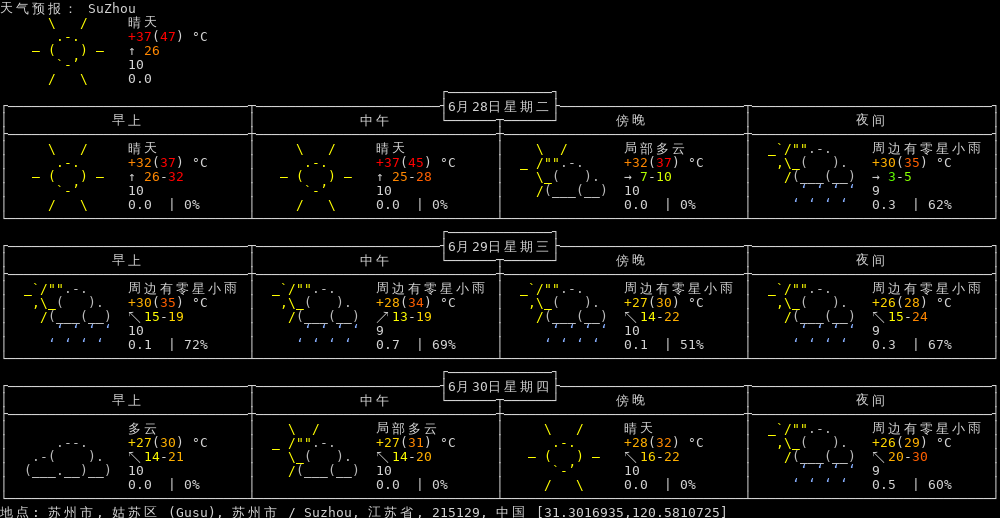 天气预报： SuZhou
晴天
+37(47) °C
↑ 26
10
0.0
6月28日星期二
早上 中午 傍晚 夜间
晴天 晴天 局部多云 周边有零星小雨
+32(37) °C +37(45) °C +32(37) °C +30(35) °C
↑ 26-32 ↑ 25-28 → 7-10 → 3-5
10 10 10 9
0.0 | 0% 0.0 | 0% 0.0 | 0% 0.3 | 62%
6月29日星期三
早上 中午 傍晚 夜间
周边有零星小雨 周边有零星小雨 周边有零星小雨 周边有零星小雨
+30(35) °C +28(34) °C +27(30) °C +26(28) °C
↖ 15-19 ↗ 13-19 ↖ 14-22 ↖ 15-24
10 9 10 9
0.1 | 72% 0.7 | 69% 0.1 | 51% 0.3 | 67%
6月30日星期四
早上 中午 傍晚 夜间
多云 局部多云 晴天 周边有零星小雨
+27(30) °C +27(31) °C +28(32) °C +26(29) °C
↖ 14-21 ↖ 14-20 ↖ 16-22 ↖ 20-30
10 10 10 9
0.0 | 0% 0.0 | 0% 0.0 | 0% 0.5 | 60%
地点: 苏州市, 姑苏区 (Gusu), 苏州市 / Suzhou, 江苏省, 215129, 中国 [31.3016935,120.5810725]